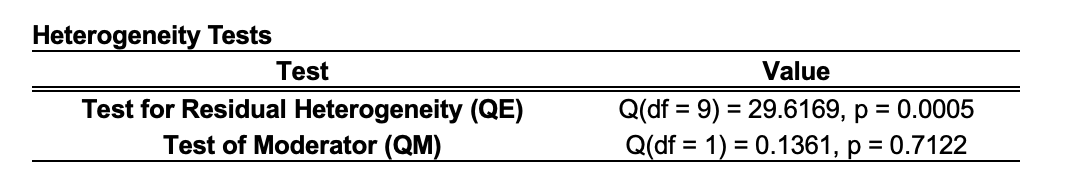 Heterogeneity Tests
Test Value
Test for Residual Heterogeneity (QE) Q(df = 9) = 29.6169, p = 0.0005
Test of Moderator (QM) Q(df = 1) = 0.1361, p = 0.7122